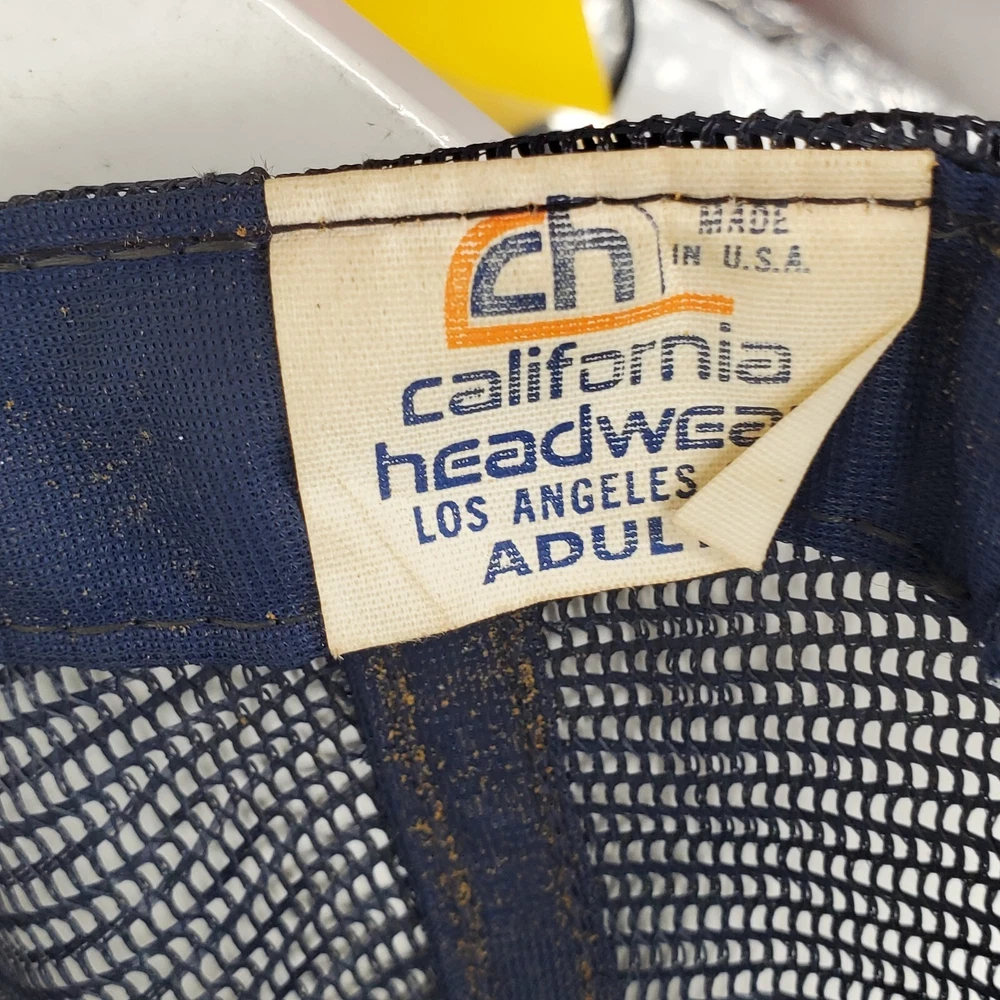 ch
MADE
IN U.S.A.
california
headwea
LOS ANGELES
ADUL